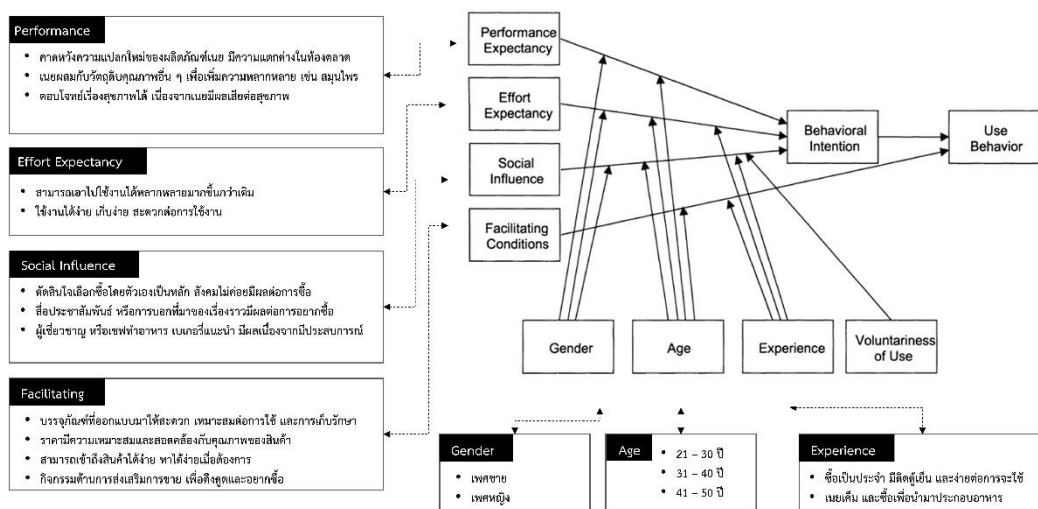 Performance
• คาดหวังความแปลกใหม่ของผลิตภัณฑ์เนย มีความแตกต่างในท้องตลาด
• เนยผสมกับวัตถุดิบคุณภาพอื่น ๆ เพื่อเพิ่มความหลากหลาย เช่น สมุนไพร
• ตอบโจทย์เรื่องสุขภาพได้ เนื่องจากเนยมีผลเสียต่อสุขภาพ
Effort Expectancy
• สามารถเอาไปใช้งานได้หลากหลายมากขึ้นกว่าเดิม
• ใช้งานได้ง่าย เก็บง่าย สะดวกต่อการใช้งาน
Social Influence
• ตัดสินใจเลือกซื้อโดยตัวเองเป็นหลัก สังคมไม่ค่อยมีผลต่อการซื้อ
• สื่อประชาสัมพันธ์ หรือการบอกที่มาของเรื่องราวมีผลต่อการอยากซื้อ
• ผู้เชี่ยวชาญ หรือเชฟทำอาหาร เบเกอรี่แนะนำ มีผลเนื่องจากมีประสบการณ์
Facilitating
• บรรจุภัณฑ์ที่ออกแบบมาให้สะดวก เหมาะสมต่อการใช้ และการเก็บรักษา
• ราคามีความเหมาะสมและสอดคล้องกับคุณภาพของสินค้า
• สามารถเข้าถึงสินค้าได้ง่าย หาได้ง่ายเมื่อต้องการ
• กิจกรรมด้านการส่งเสริมการขาย เพื่อดึงดูดและอยากซื้อ
Performance
Expectancy
Effort
Expectancy
Social
Influence
Facilitating
Conditions
Behavioral
Intention
Use
Behavior
Gender
Age
Experience
Voluntariness
of Use
Gender
• เพศชาย
• เพศหญิง
Age
• 21 – 30 ปี
• 31 – 40 ปี
• 41 – 50 ปี
Experience
• ซื้อเป็นประจำ มีติดตู้เย็น และง่ายต่อการจะใช้
• เนยเค็ม และซื้อเพื่อนำมาประกอบอาหาร